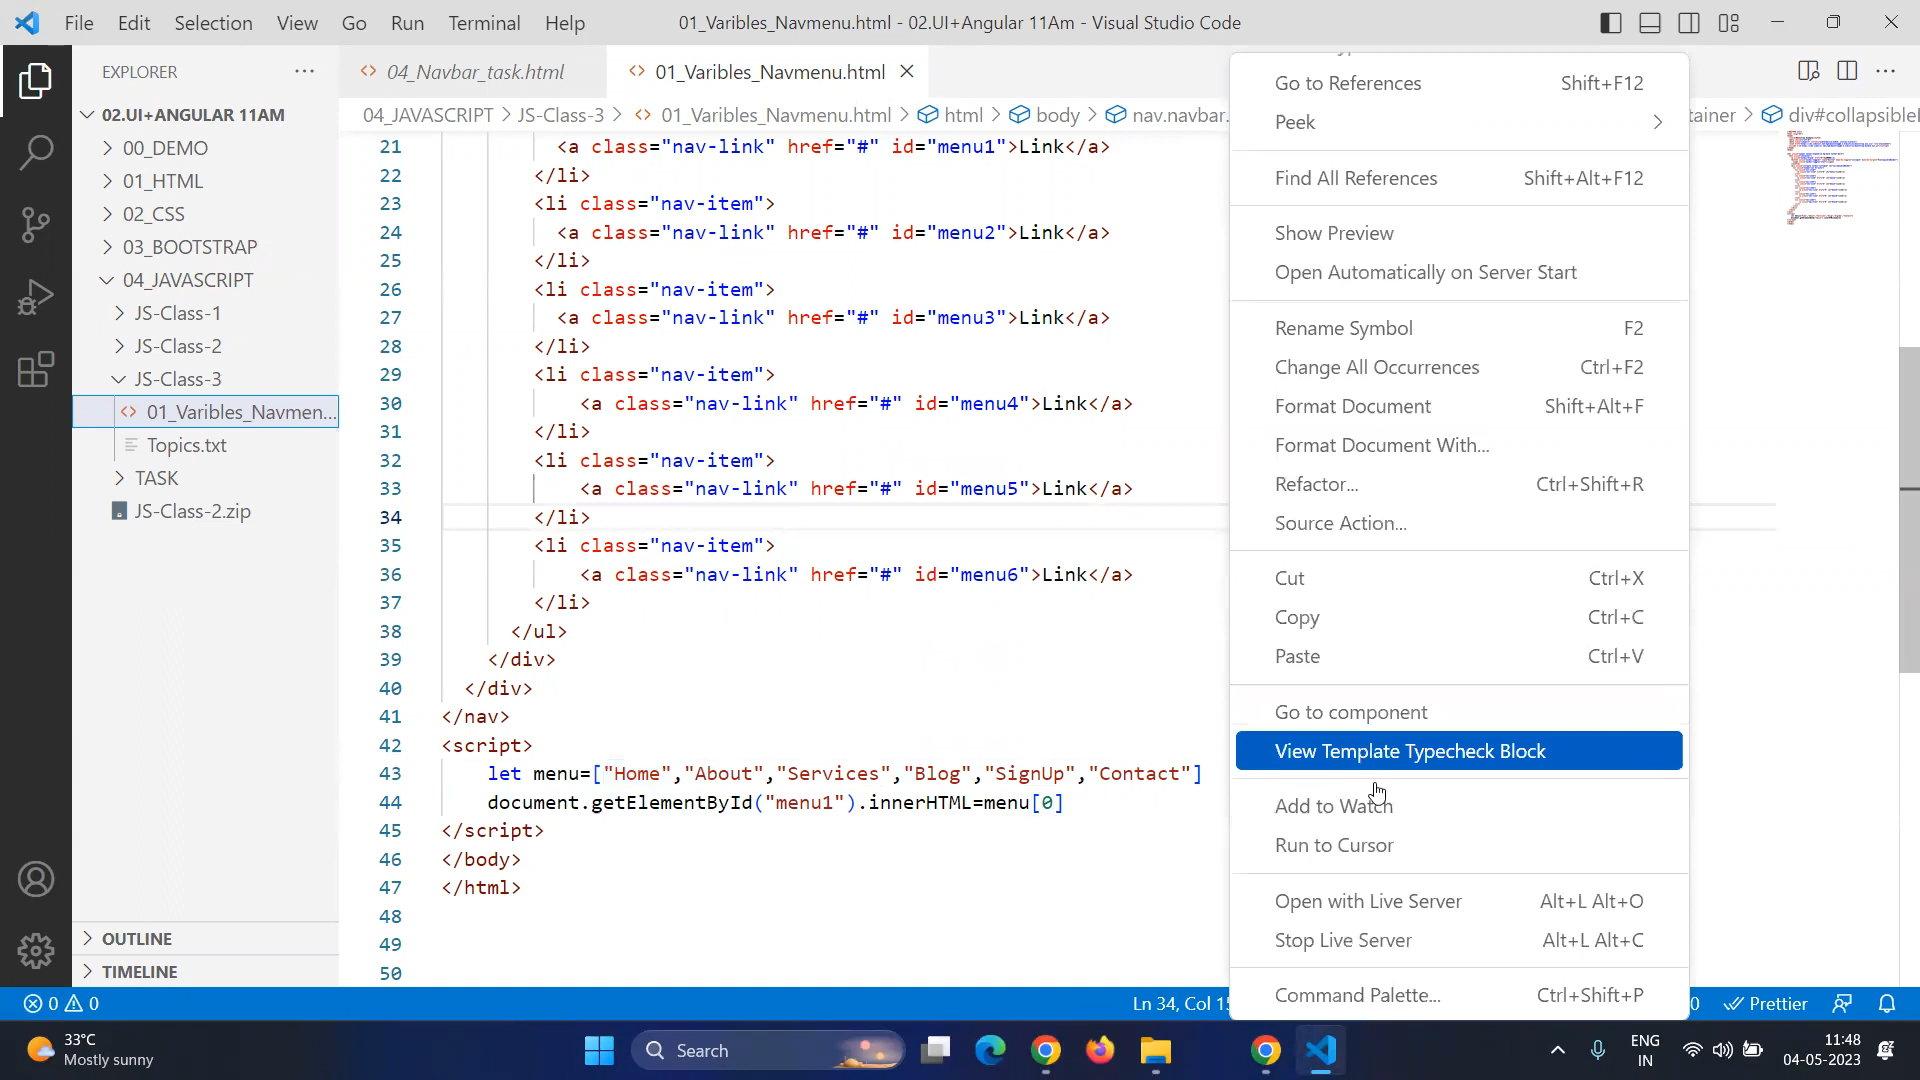 File Edit Selection View Go Run Terminal Help
01_Varibles_Navmenu.html - 02.UI+Angular 11Am - Visual Studio Code
EXPLORER
02.UI+ANGULAR 11AM
00_DEMO
01_HTML
02_CSS
03_BOOTSTRAP
04_JAVASCRIPT
JS-Class-1
JS-Class-2
JS-Class-3
01_Varibles_Navmen...
Topics.txt
TASK
JS-Class-2.zip
OUTLINE
TIMELINE
04_Navbar_task.html
01_Varibles_Navmenu.html
04_JAVASCRIPT > JS-Class-3 > 01_Varibles_Navmenu.html > html > body > nav.navbar.
tainer > div#collapsibleN
21 <a class="nav-link" href="#" id="menu1">Link</a>
22 </li>
23 <li class="nav-item">
24 <a class="nav-link" href="#" id="menu2">Link</a>
25 </li>
26 <li class="nav-item">
27 <a class="nav-link" href="#" id="menu3">Link</a>
28 </li>
29 <li class="nav-item">
30 <a class="nav-link" href="#" id="menu4">Link</a>
31 </li>
32 <li class="nav-item">
33 <a class="nav-link" href="#" id="menu5">Link</a>
34 </li>
35 <li class="nav-item">
36 <a class="nav-link" href="#" id="menu6">Link</a>
37 </li>
38 </ul>
39 </div>
40 </div>
41 </nav>
42 <script>
43 let menu=["Home","About","Services","Blog","SignUp","Contact"]
44 document.getElementById("menu1").innerHTML=menu[0]
45 </script>
46 </body>
47 </html>
48
49
50
Go to References Shift+F12
Peek
Find All References Shift+Alt+F12
Show Preview
Open Automatically on Server Start
Rename Symbol F2
Change All Occurrences Ctrl+F2
Format Document Shift+Alt+F
Format Document With...
Refactor... Ctrl+Shift+R
Source Action...
Cut Ctrl+X
Copy Ctrl+C
Paste Ctrl+V
Go to component
View Template Typecheck Block
Add to Watch
Run to Cursor
Open with Live Server Alt+L Alt+O
Stop Live Server Alt+L Alt+C
Command Palette... Ctrl+Shift+P
0 0
Ln 34, Col 15
0 Prettier
33°C
Mostly sunny
Search
ENG
IN
11:48
04-05-2023